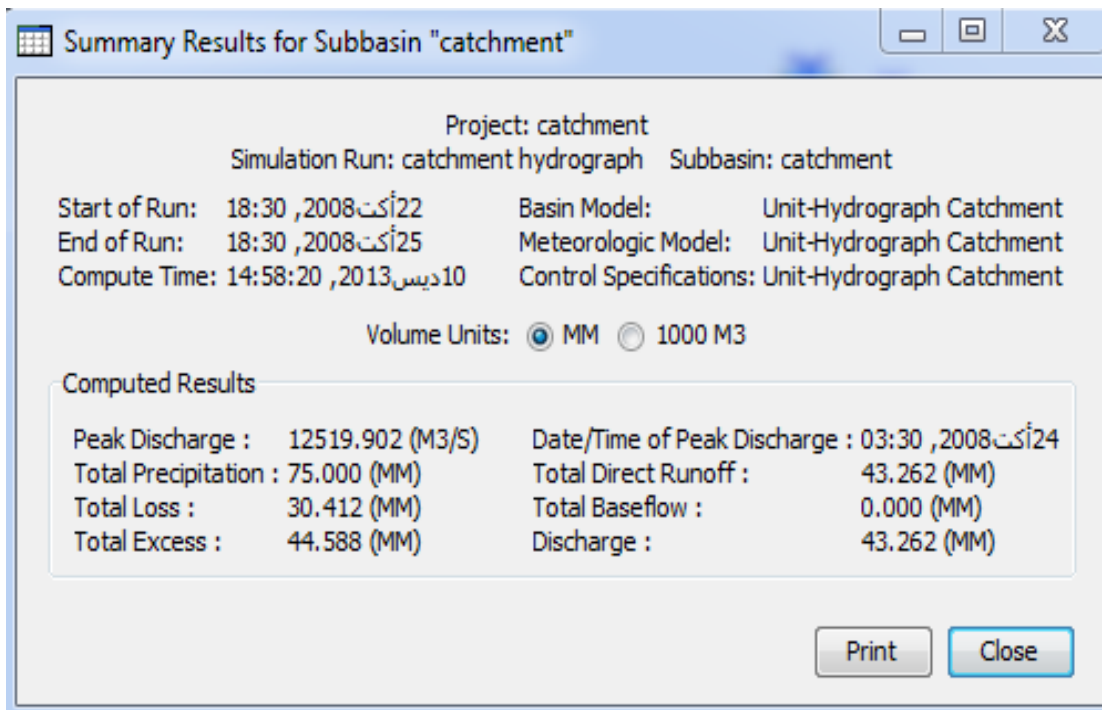 Summary Results for Subbasin "catchment"
Project: catchment
Simulation Run: catchment hydrograph Subbasin: catchment
Start of Run: 22أكت2008, 18:30 Basin Model: Unit-Hydrograph Catchment
End of Run: 25أكت2008, 18:30 Meteorologic Model: Unit-Hydrograph Catchment
Compute Time: 10ديس2013, 14:58:20 Control Specifications: Unit-Hydrograph Catchment
Volume Units: MM 1000 M3
Computed Results
Peak Discharge : 12519.902 (M3/S) Date/Time of Peak Discharge : 24أكت2008, 03:30
Total Precipitation : 75.000 (MM) Total Direct Runoff : 43.262 (MM)
Total Loss : 30.412 (MM) Total Baseflow : 0.000 (MM)
Total Excess : 44.588 (MM) Discharge : 43.262 (MM)
Print Close